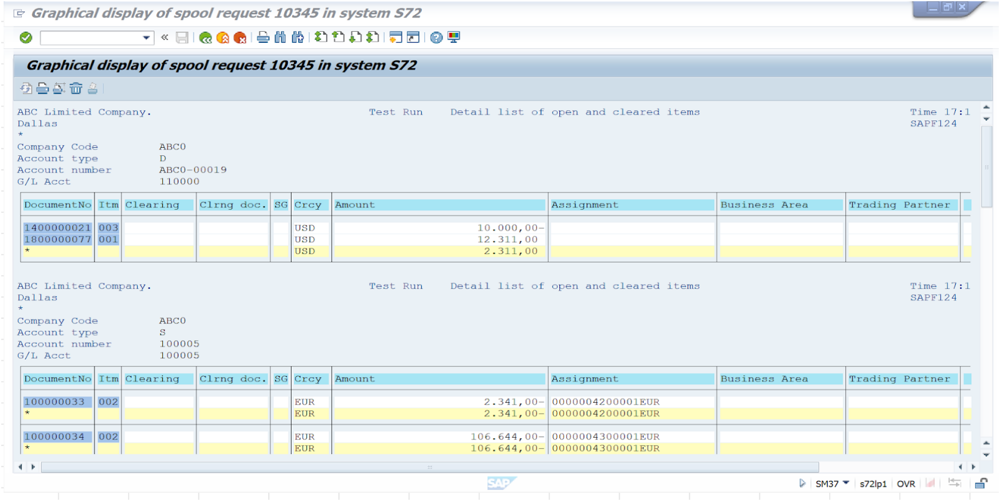 Graphical display of spool request 10345 in system S72
Graphical display of spool request 10345 in system S72
ABC Limited Company. Test Run Detail list of open and cleared items Time 17:1
Dallas SAPF124
*
Company Code ABC0
Account type D
Account number ABC0-00019
G/L Acct 110000
DocumentNo Itm Clearing Clrng doc. SG Crcy Amount Assignment Business Area Trading Partner
1400000021 003 USD 10.000,00-
1800000077 001 USD 12.311,00
* USD 2.311,00
ABC Limited Company. Test Run Detail list of open and cleared items Time 17:1
Dallas SAPF124
*
Company Code ABC0
Account type S
Account number 100005
G/L Acct 100005
DocumentNo Itm Clearing Clrng doc. SG Crcy Amount Assignment Business Area Trading Partner
100000033 002 EUR 2.341,00- 0000004200001EUR
* EUR 2.341,00- 0000004200001EUR
100000034 002 EUR 106.644,00- 0000004300001EUR
* EUR 106.644,00- 0000004300001EUR
SAP SM37 s72lp1 OVR